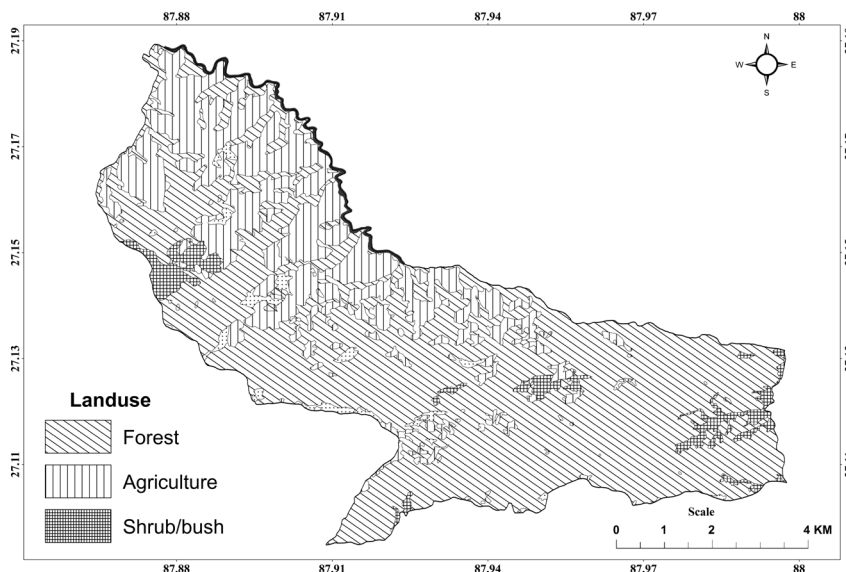 87.88 87.91 87.94 87.97 88
27.19
27.17
27.15
27.13
27.11
N
W E
S
Landuse
Forest
Agriculture
Shrub/bush
Scale
0 1 2 4 KM
87.88 87.91 87.94 87.97 88